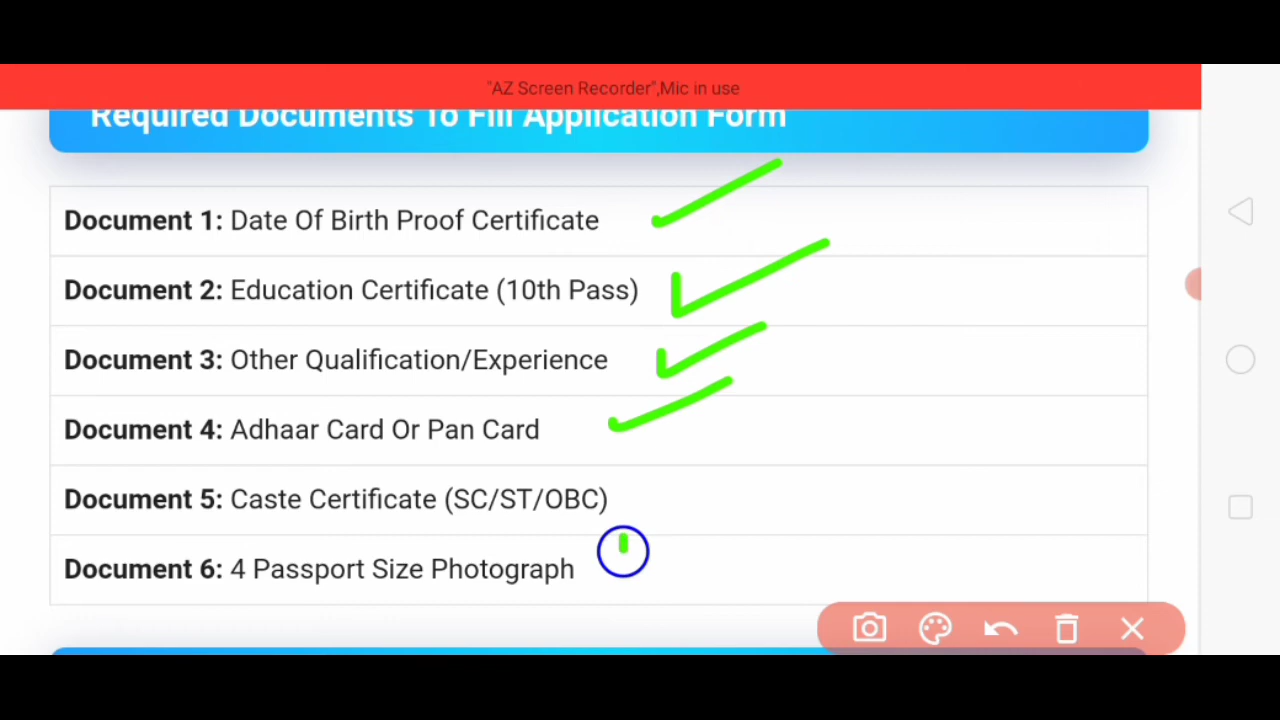 "AZ Screen Recorder",Mic in use
Required Documents To Fill Application Form
Document 1: Date Of Birth Proof Certificate
Document 2: Education Certificate (10th Pass)
Document 3: Other Qualification/Experience
Document 4: Adhaar Card Or Pan Card
Document 5: Caste Certificate (SC/ST/OBC)
Document 6: 4 Passport Size Photograph